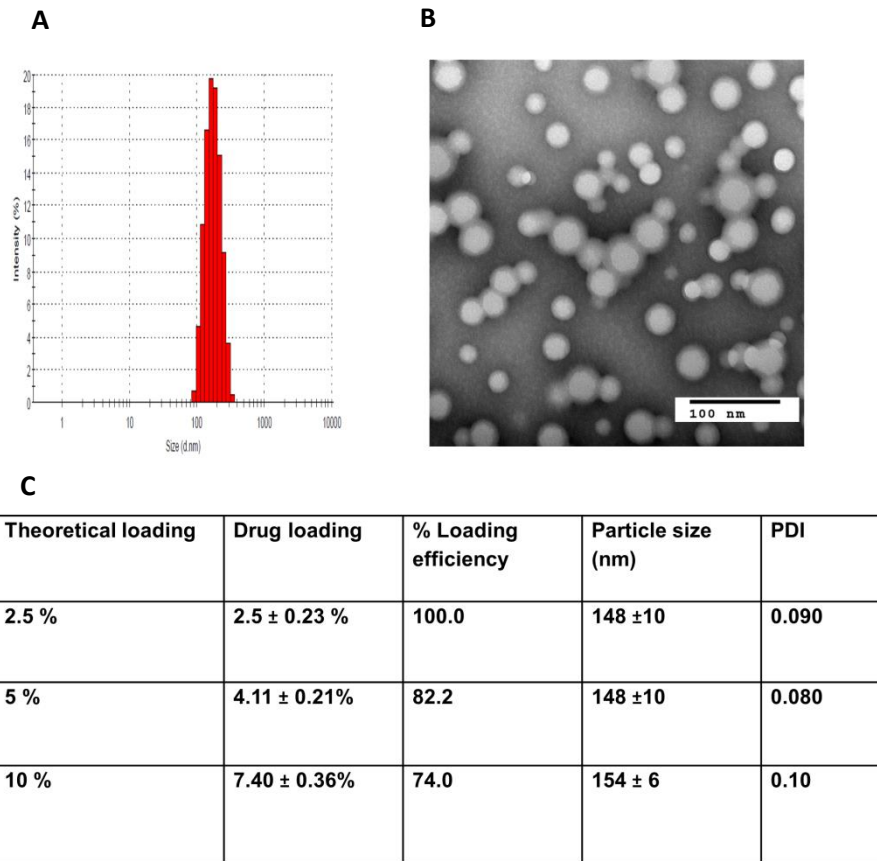 A
B
20
18
16
14
12
10
8
6
4
2
0
Intensity (%)
1 10 100 1000 10000
Size (d.nm)
100 nm
C
Theoretical loading Drug loading % Loading efficiency Particle size (nm) PDI
2.5 % 2.5 ± 0.23 % 100.0 148 ±10 0.090
5 % 4.11 ± 0.21% 82.2 148 ±10 0.080
10 % 7.40 ± 0.36% 74.0 154 ± 6 0.10